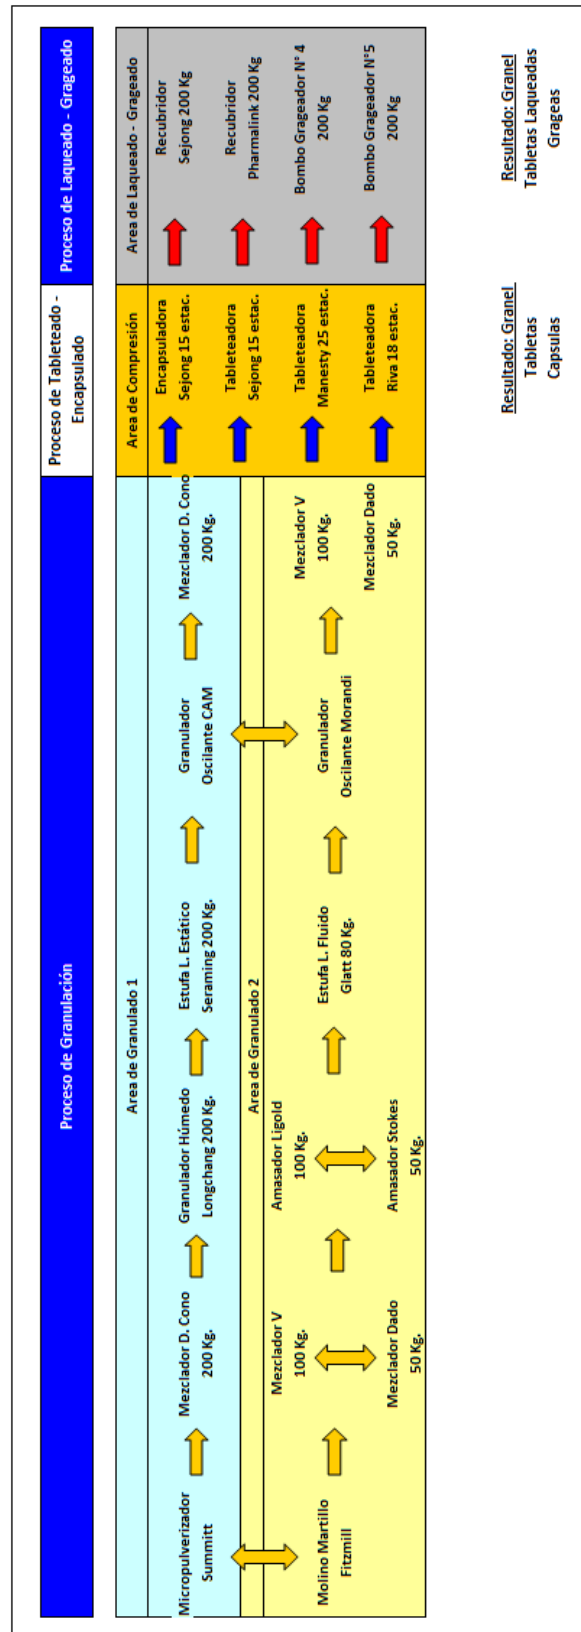 Proceso de Granulación
Proceso de Tableteado -
Encapsulado
Proceso de Laqueado - Grageado
Area de Granulado 1
Area de Compresión
Area de Laqueado - Grageado
Micropulverizador
Summitt
Mezclador D. Cono
200 Kg.
Granulador Húmedo
Longchang 200 Kg.
Estufa L. Estático
Seraming 200 Kg.
Granulador
Oscilante CAM
Mezclador D. Cono
200 Kg.
Area de Granulado 2
Molino Martillo
Fitzmill
Mezclador V
100 Kg.
Mezclador Dado
50 Kg.
Amasador Ligold
100 Kg.
Amasador Stokes
50 Kg.
Estufa L. Fluido
Glatt 80 Kg.
Granulador
Oscilante Morandi
Mezclador V
100 Kg.
Mezclador Dado
50 Kg.
Encapsuladora
Sejong 15 estac.
Tableteadora
Sejong 15 estac.
Tableteadora
Manesty 25 estac.
Tableteadora
Riva 18 estac.
Recubridor
Sejong 200 Kg
Recubridor
Pharmalink 200 Kg
Bombo Grageador N° 4
200 Kg
Bombo Grageador N°5
200 Kg
Resultado: Granel
Tabletas
Capsulas
Resultado: Granel
Tabletas Laqueadas
Grageas